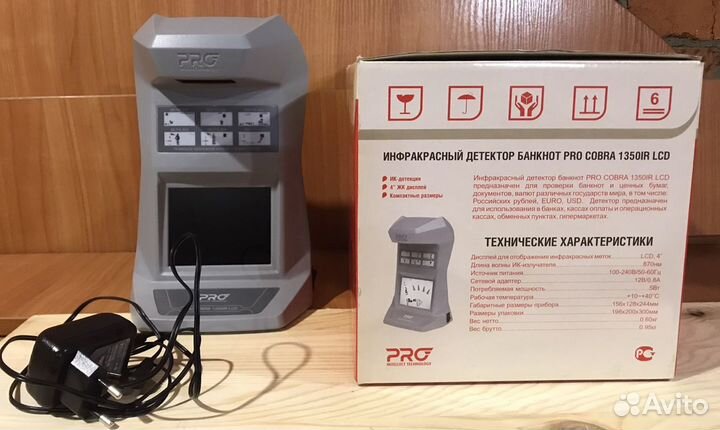 PRO
PRO
6
ИНФРАКРАСНЫЙ ДЕТЕКТОР БАНКНОТ PRO COBRA 1350IR LCD
ИК-детекция
4" ЖК дисплей
Компактные размеры
Инфракрасный детектор банкнот PRO COBRA 1350IR LCD
предназначен для проверки банкнот и ценных бумаг,
документов, валют различных государств мира, в том числе:
Российских рублей, EURO, USD. Детектор предназначен
для использования в банках, кассах оплаты и операционных
кассах, обменных пунктах, гипермаркетах.
ТЕХНИЧЕСКИЕ ХАРАКТЕРИСТИКИ
Дисплей для отображения инфракрасных меток LCD, 4"
Длина волны ИК-излучателя 870нм
Источник питания 100-240В/50-60Гц
Сетевой адаптер 12В/0.8А
Потребляемая мощность 5Вт
Рабочая температура +10~+40°С
Габаритные размеры прибора 156x128x244мм
Размеры упаковки 198x200x300мм
Вес нетто 0.60кг
Вес брутто 0.95кг
PRO
INTELLECT TECHNOLOGY
Avito